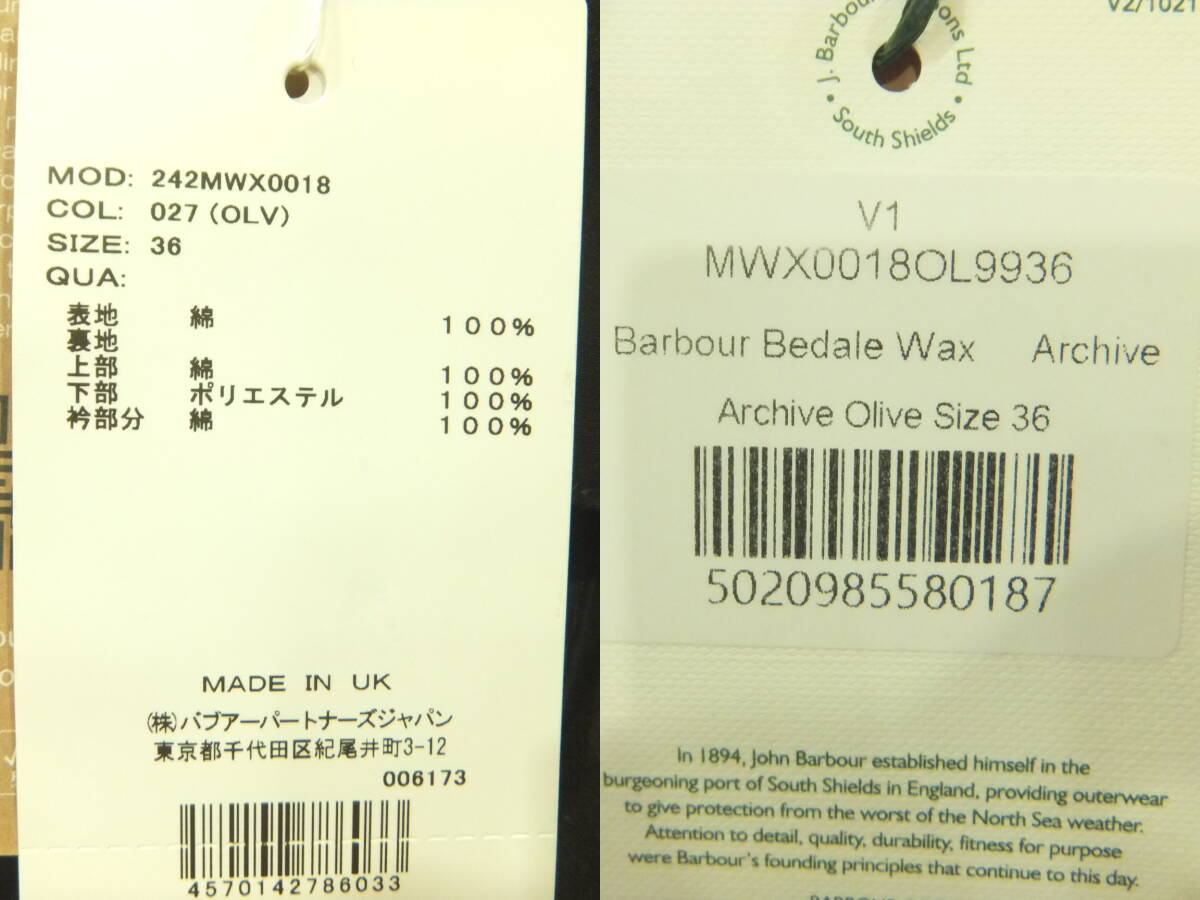 MOD: 242MWX0018
COL: 027 (OLV)
SIZE: 36
QUA:
表地 綿 100%
裏地
上部 綿 100%
下部 ポリエステル 100%
衿部分 綿 100%
MADE IN UK
(株)バブアーパートナーズジャパン
東京都千代田区紀尾井町3-12
006173
4570142786033
V2/1021
J. Barbour ons Ltd
• South Shields •
V1
MWX0018OL9936
Barbour Bedale Wax Archive
Archive Olive Size 36
5020985580187
In 1894, John Barbour established himself in the
burgeoning port of South Shields in England, providing outerwear
to give protection from the worst of the North Sea weather.
Attention to detail, quality, durability, fitness for purpose
were Barbour's founding principles that continue to this day.